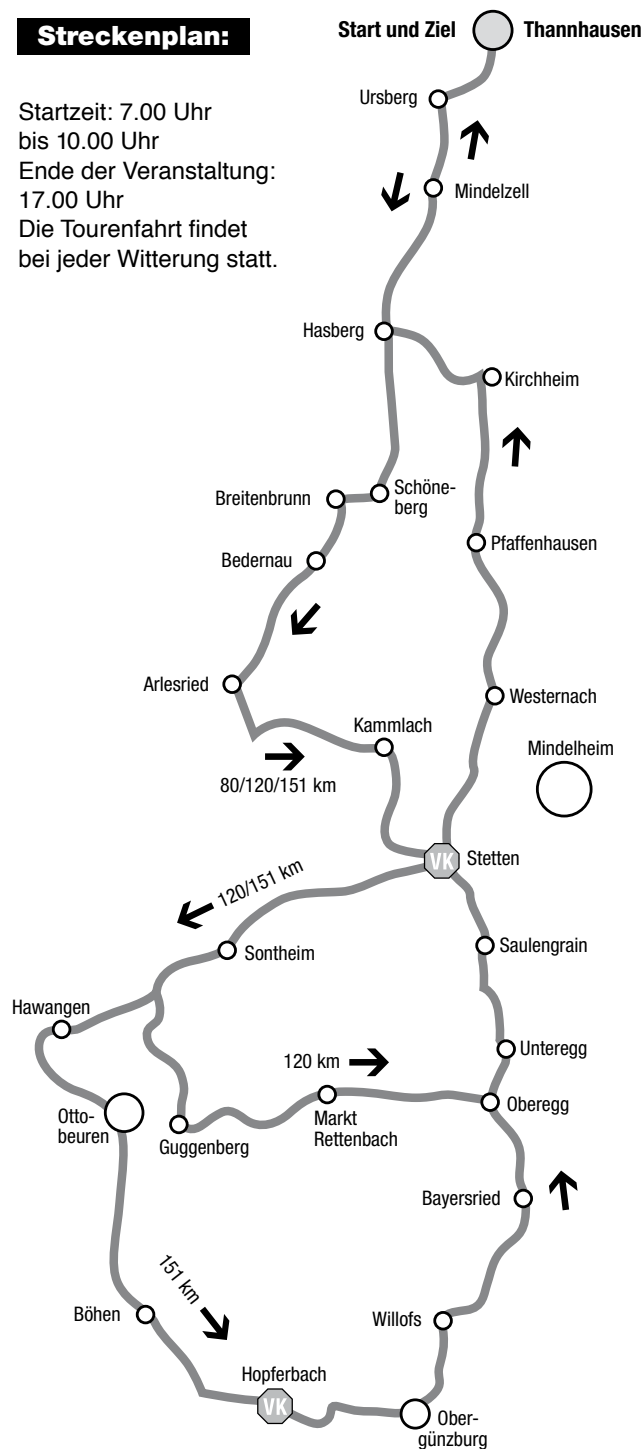 Streckenplan:
Start und Ziel Thannhausen
Startzeit: 7.00 Uhr
bis 10.00 Uhr
Ende der Veranstaltung:
17.00 Uhr
Die Tourenfahrt findet
bei jeder Witterung statt.
Ursberg
Mindelzell
Hasberg
Kirchheim
Schöne-
berg
Breitenbrunn
Pfaffenhausen
Bedernau
Arlesried
Westernach
Kammlach
Mindelheim
80/120/151 km
VK Stetten
120/151 km
Sontheim
Saulengrain
Hawangen
Unteregg
120 km
Oberegg
Otto-
beuren
Guggenberg
Markt
Rettenbach
Bayersried
151 km
Böhen
Willofs
Hopferbach
VK
Ober-
günzburg